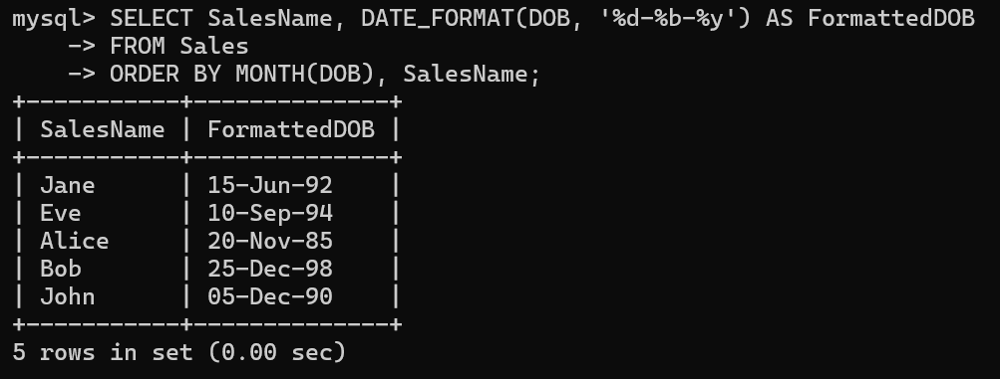 mysql> SELECT SalesName, DATE_FORMAT(DOB, '%d-%b-%y') AS FormattedDOB
    -> FROM Sales
    -> ORDER BY MONTH(DOB), SalesName;
+-----------+--------------+
| SalesName | FormattedDOB |
+-----------+--------------+
| Jane      | 15-Jun-92    |
| Eve       | 10-Sep-94    |
| Alice     | 20-Nov-85    |
| Bob       | 25-Dec-98    |
| John      | 05-Dec-90    |
+-----------+--------------+
5 rows in set (0.00 sec)